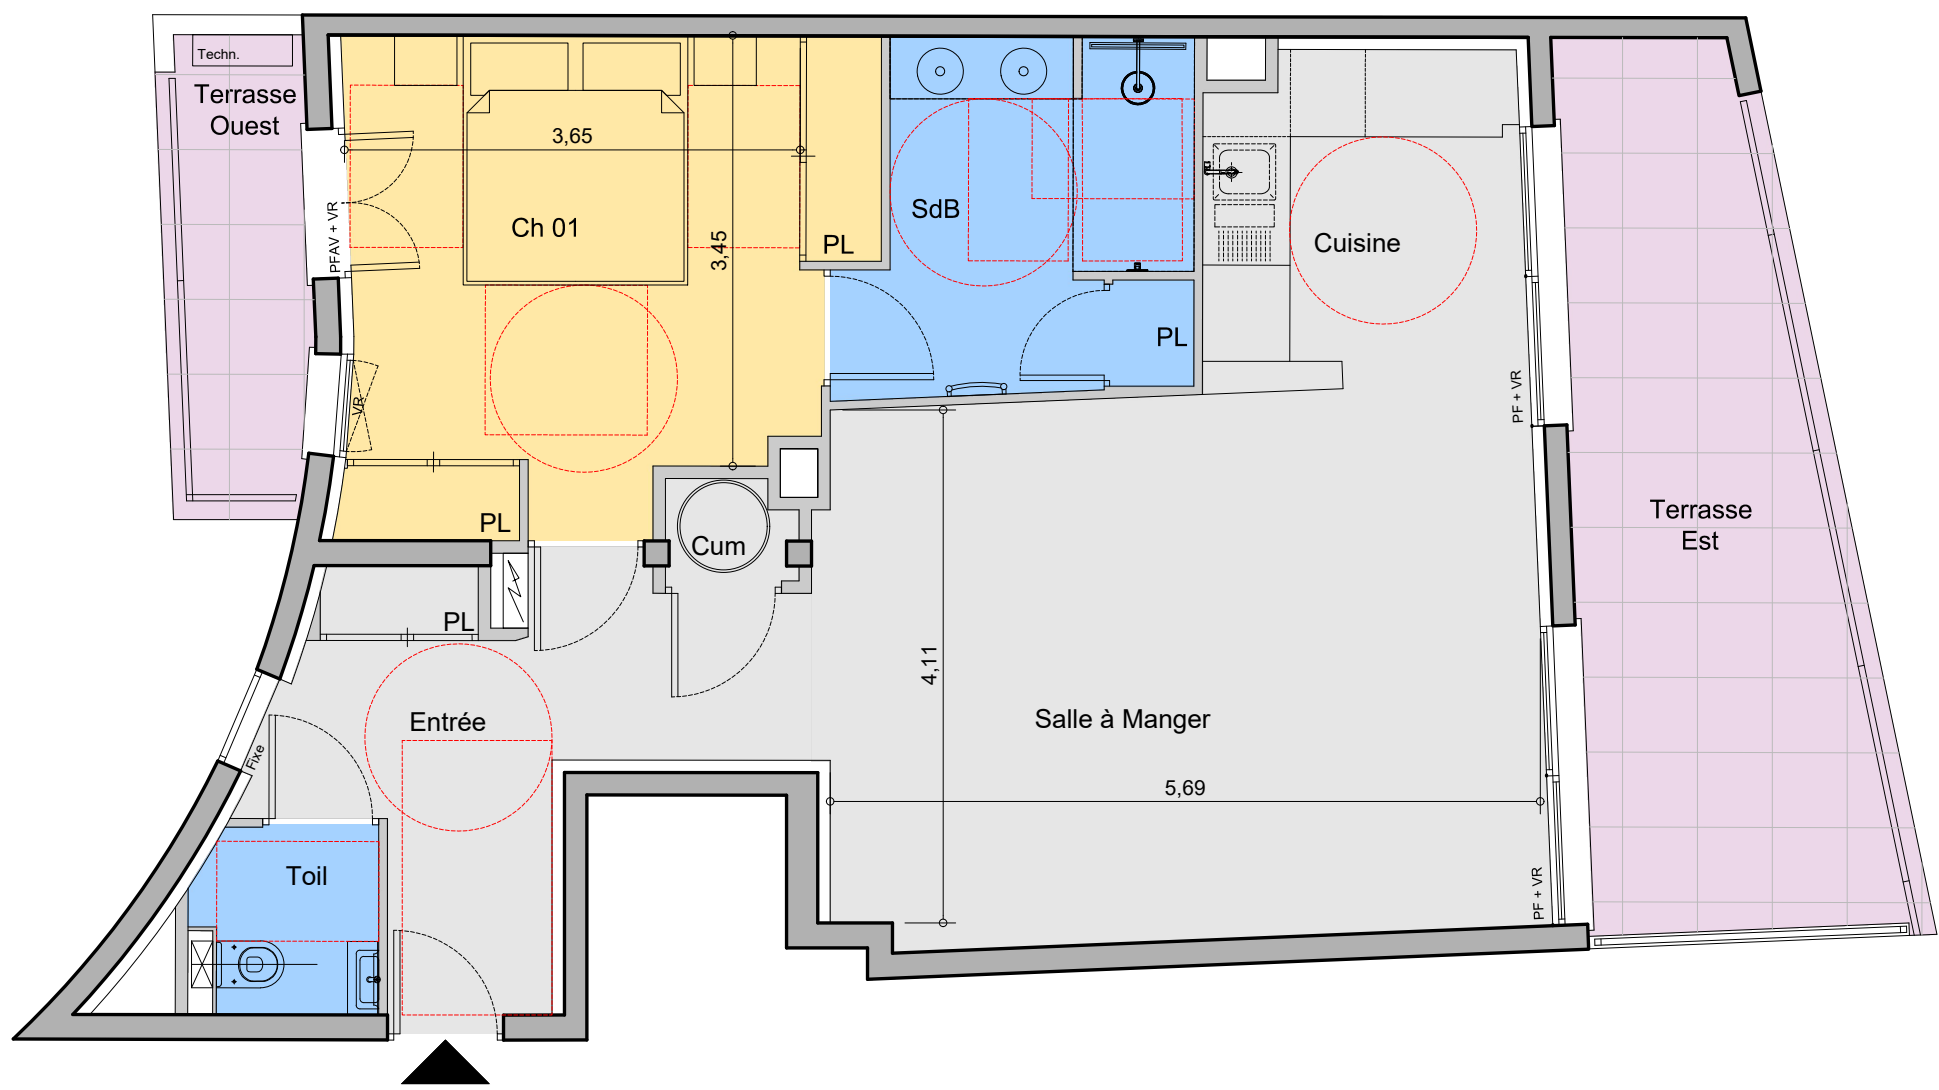 Techn.
Terrasse
Ouest
3,65
PFAV + VR
Ch 01
3,45
PL
SdB
Cuisine
PL
VR
PF + VR
PL
Cum
Terrasse
Est
PL
4,11
Entrée
Salle à Manger
Fixe
5,69
Toil
PF + VR